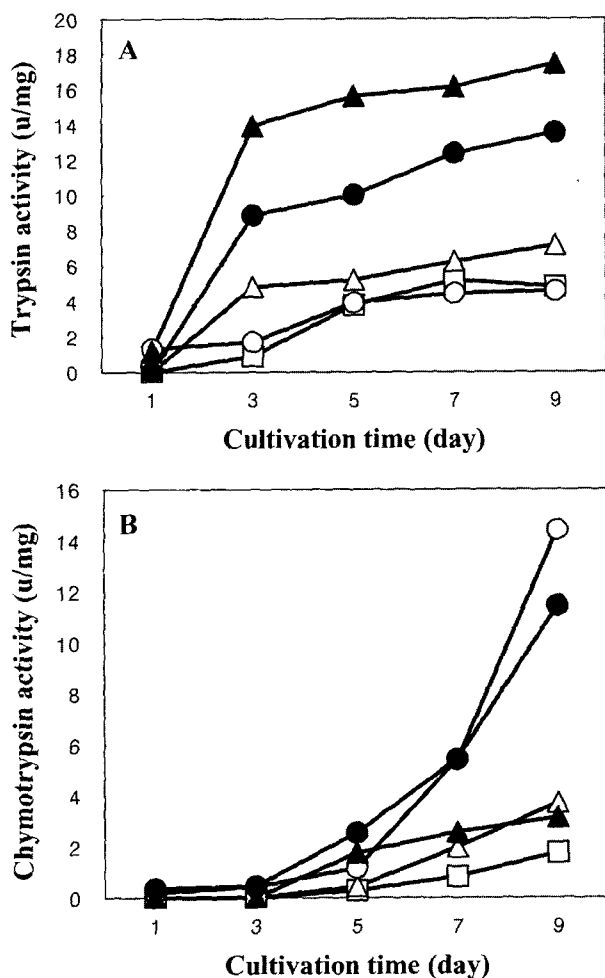 20
18
16
14
12
10
8
6
4
2
0
A
Trypsin activity (u/mg)
1 3 5 7 9
Cultivation time (day)
16
14
12
10
8
6
4
2
0
B
Chymotrypsin activity (u/mg)
1 3 5 7 9
Cultivation time (day)